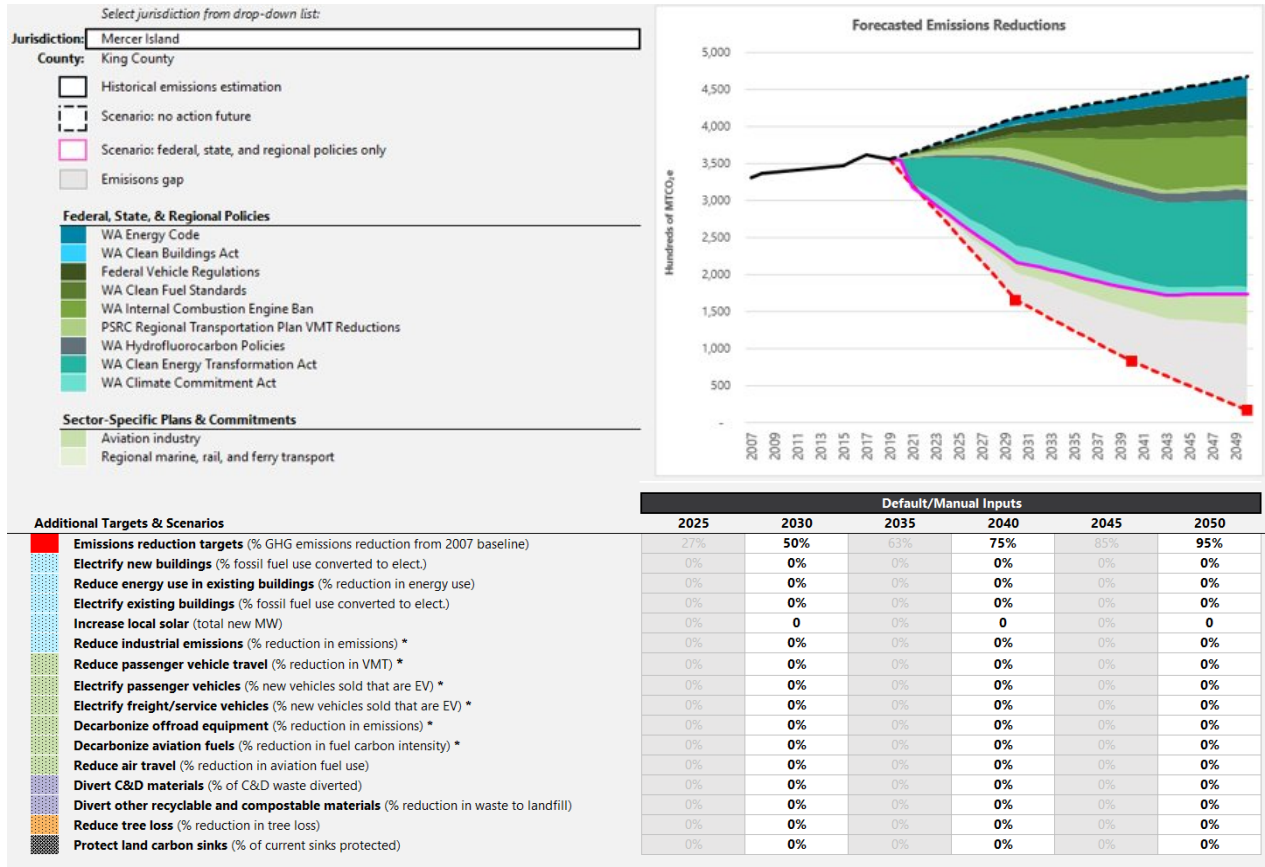 Select jurisdiction from drop-down list:
Jurisdiction: Mercer Island
County: King County
Historical emissions estimation
Scenario: no action future
Scenario: federal, state, and regional policies only
Emisisons gap
Federal, State, & Regional Policies
WA Energy Code
WA Clean Buildings Act
Federal Vehicle Regulations
WA Clean Fuel Standards
WA Internal Combustion Engine Ban
PSRC Regional Transportation Plan VMT Reductions
WA Hydrofluorocarbon Policies
WA Clean Energy Transformation Act
WA Climate Commitment Act
Sector-Specific Plans & Commitments
Aviation industry
Regional marine, rail, and ferry transport
Forecasted Emissions Reductions
Hundreds of MTCO₂e
5,000
4,500
4,000
3,500
3,000
2,500
2,000
1,500
1,000
500
-
2007 2009 2011 2013 2015 2017 2019 2021 2023 2025 2027 2029 2031 2033 2035 2037 2039 2041 2043 2045 2047 2049
Default/Manual Inputs
Additional Targets & Scenarios 2025 2030 2035 2040 2045 2050
Emissions reduction targets (% GHG emissions reduction from 2007 baseline) 27% 50% 63% 75% 85% 95%
Electrify new buildings (% fossil fuel use converted to elect.) 0% 0% 0% 0% 0% 0%
Reduce energy use in existing buildings (% reduction in energy use) 0% 0% 0% 0% 0% 0%
Electrify existing buildings (% fossil fuel use converted to elect.) 0% 0% 0% 0% 0% 0%
Increase local solar (total new MW) 0% 0 0% 0 0% 0
Reduce industrial emissions (% reduction in emissions) * 0% 0% 0% 0% 0% 0%
Reduce passenger vehicle travel (% reduction in VMT) * 0% 0% 0% 0% 0% 0%
Electrify passenger vehicles (% new vehicles sold that are EV) * 0% 0% 0% 0% 0% 0%
Electrify freight/service vehicles (% new vehicles sold that are EV) * 0% 0% 0% 0% 0% 0%
Decarbonize offroad equipment (% reduction in emissions) * 0% 0% 0% 0% 0% 0%
Decarbonize aviation fuels (% reduction in fuel carbon intensity) * 0% 0% 0% 0% 0% 0%
Reduce air travel (% reduction in aviation fuel use) 0% 0% 0% 0% 0% 0%
Divert C&D materials (% of C&D waste diverted) 0% 0% 0% 0% 0% 0%
Divert other recyclable and compostable materials (% reduction in waste to landfill) 0% 0% 0% 0% 0% 0%
Reduce tree loss (% reduction in tree loss) 0% 0% 0% 0% 0% 0%
Protect land carbon sinks (% of current sinks protected) 0% 0% 0% 0% 0% 0%